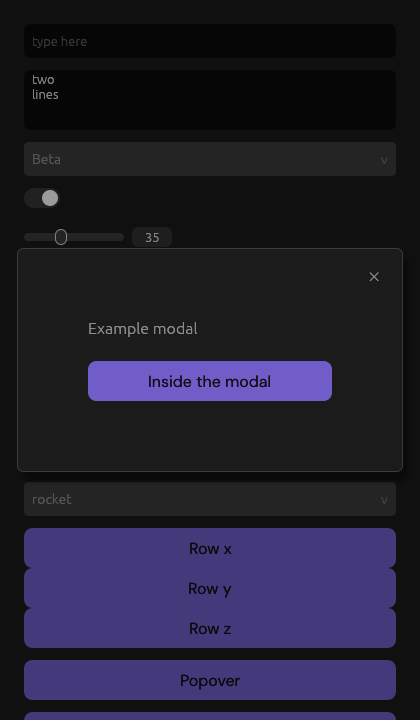 type here
two
lines
Beta
v
35
×
Example modal
Inside the modal
rocket
v
Row x
Row y
Row z
Popover